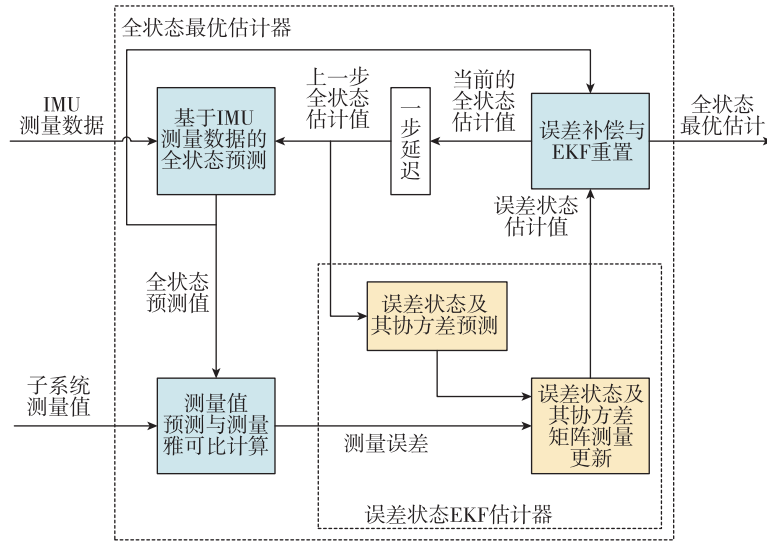 全状态最优估计器
IMU
测量数据
基于IMU
测量数据的
全状态预测
上一步
全状态
估计值
一步延迟
当前的
全状态
估计值
误差补偿与
EKF重置
全状态
最优估计
误差状态
估计值
全状态
预测值
误差状态及
其协方差预测
子系统
测量值
测量值
预测与测量
雅可比计算
测量误差
误差状态及
其协方差
矩阵测量
更新
误差状态EKF估计器